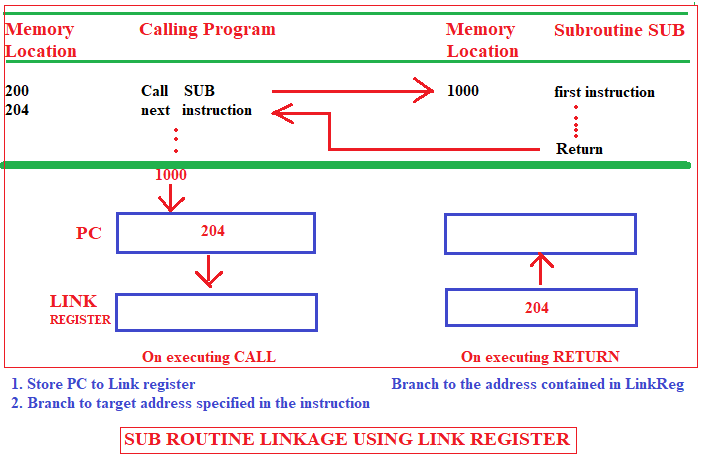 Memory Location Calling Program Memory Location Subroutine SUB
200 Call SUB 1000 first instruction
204 next instruction
Return
1000
PC 204
LINK
REGISTER 204
On executing CALL On executing RETURN
1. Store PC to Link register Branch to the address contained in LinkReg
2. Branch to target address specified in the instruction
SUB ROUTINE LINKAGE USING LINK REGISTER